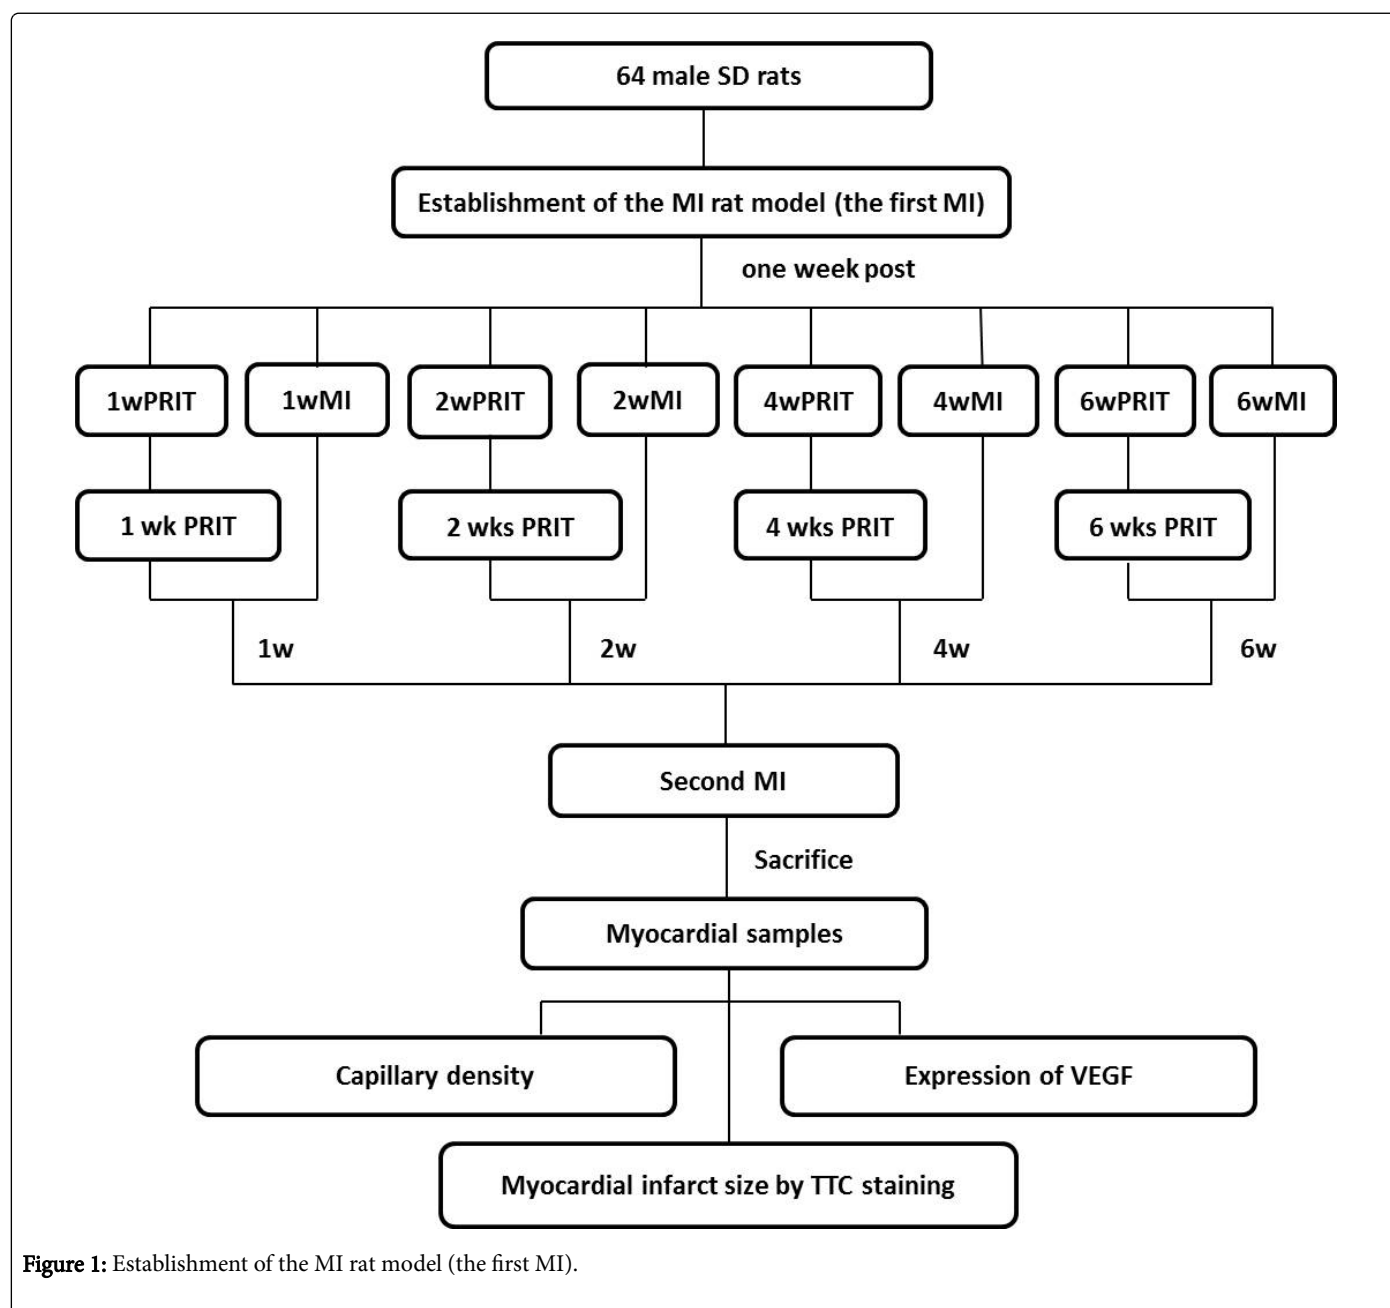 64 male SD rats
Establishment of the MI rat model (the first MI)
one week post
1wPRIT
1wMI
2wPRIT
2wMI
4wPRIT
4wMI
6wPRIT
6wMI
1 wk PRIT
2 wks PRIT
4 wks PRIT
6 wks PRIT
1w
2w
4w
6w
Second MI
Sacrifice
Myocardial samples
Capillary density
Expression of VEGF
Myocardial infarct size by TTC staining
Figure 1: Establishment of the MI rat model (the first MI).